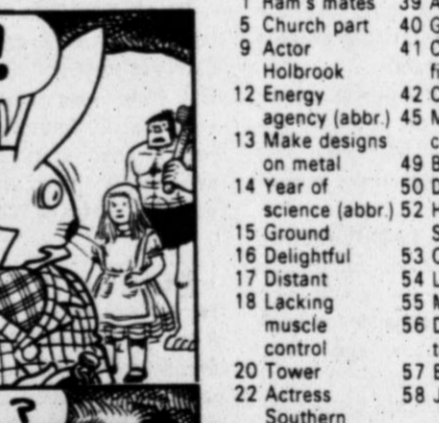 !
?
1 Ram's mates
5 Church part
9 Actor
Holbrook
12 Energy
agency (abbr.)
13 Make designs
on metal
14 Year of
science (abbr.)
15 Ground
16 Delightful
17 Distant
18 Lacking
muscle
control
20 Tower
22 Actress
Southern
39 A
40 G
41
42
45 M
49 B
50 D
52 H
53
54 L
55 M
56 D
57 E
58 J